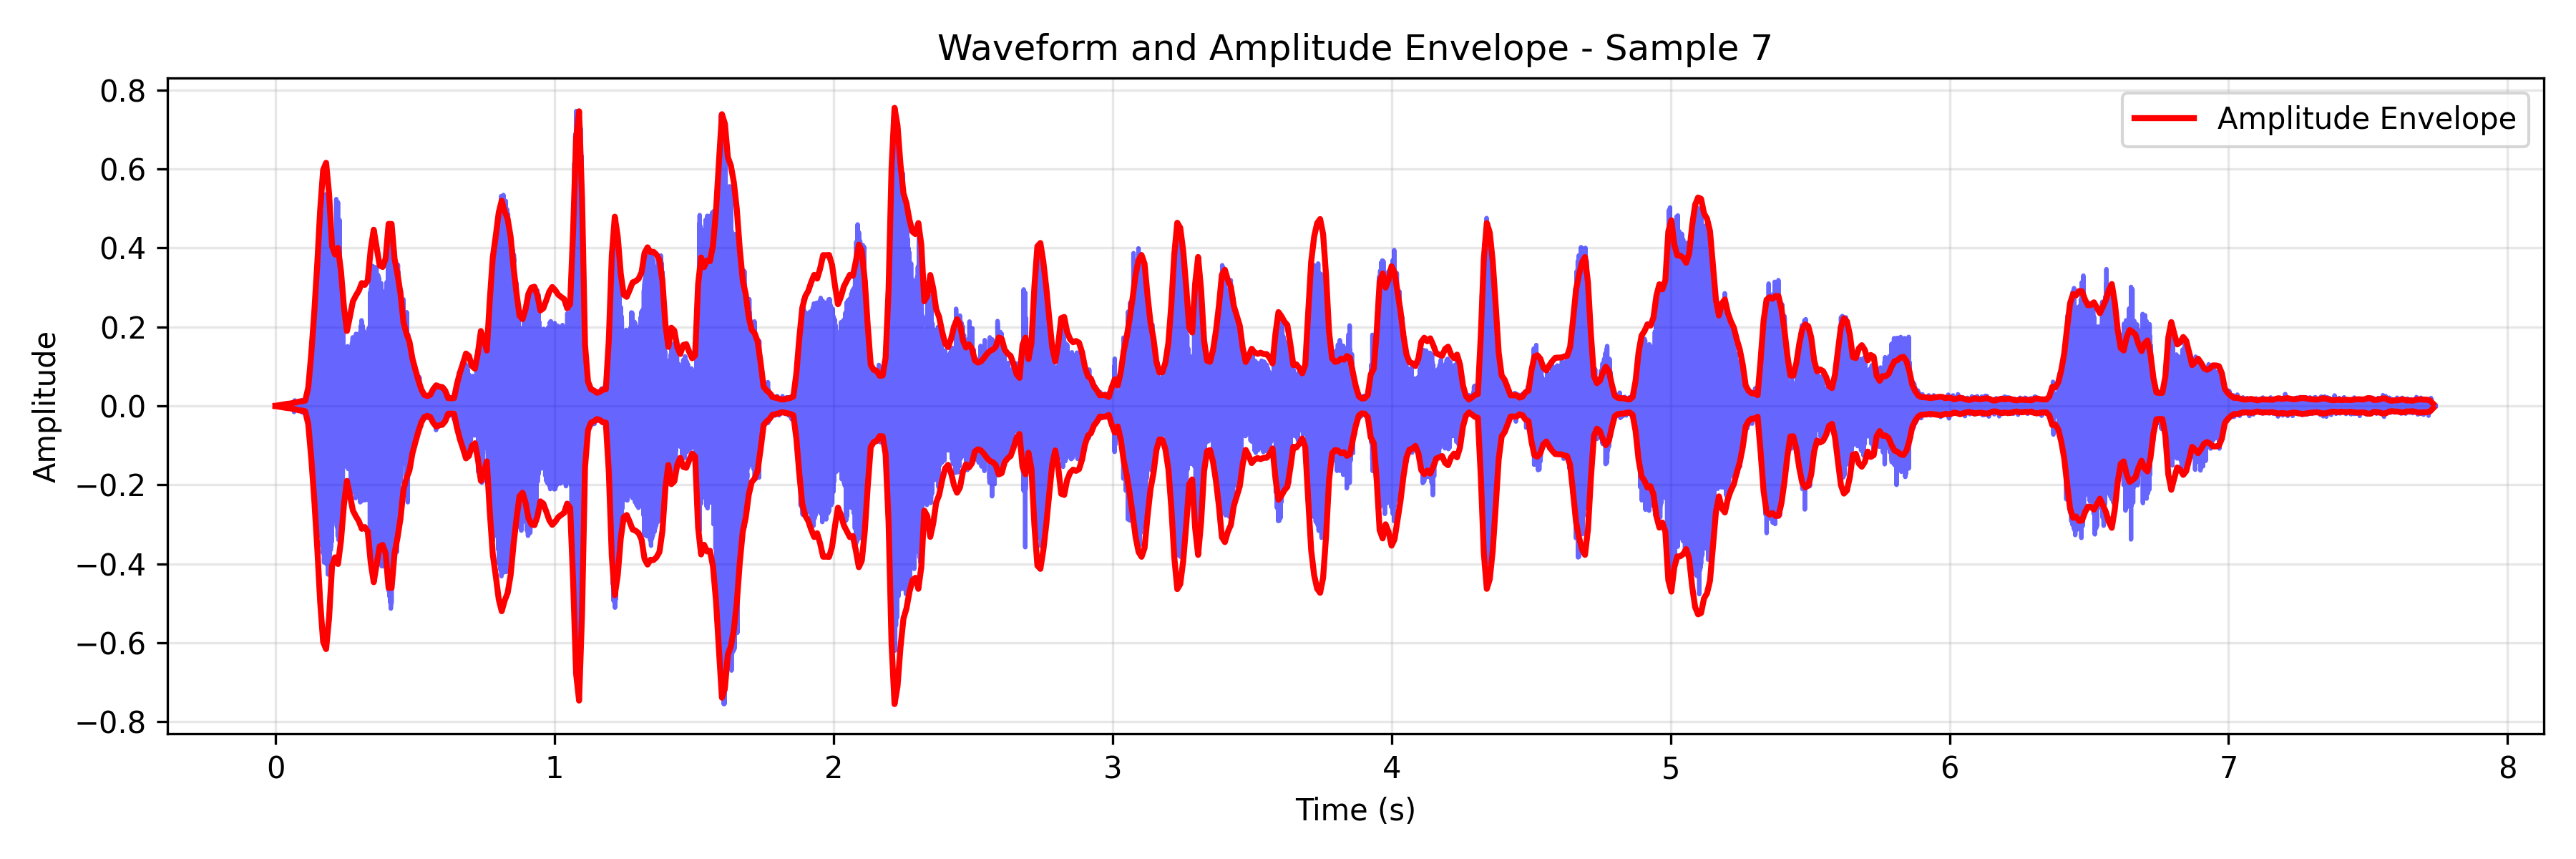 Waveform and Amplitude Envelope - Sample 7
Amplitude Envelope
Amplitude
0.8
0.6
0.4
0.2
0.0
−0.2
−0.4
−0.6
−0.8
0 1 2 3 4 5 6 7 8
Time (s)